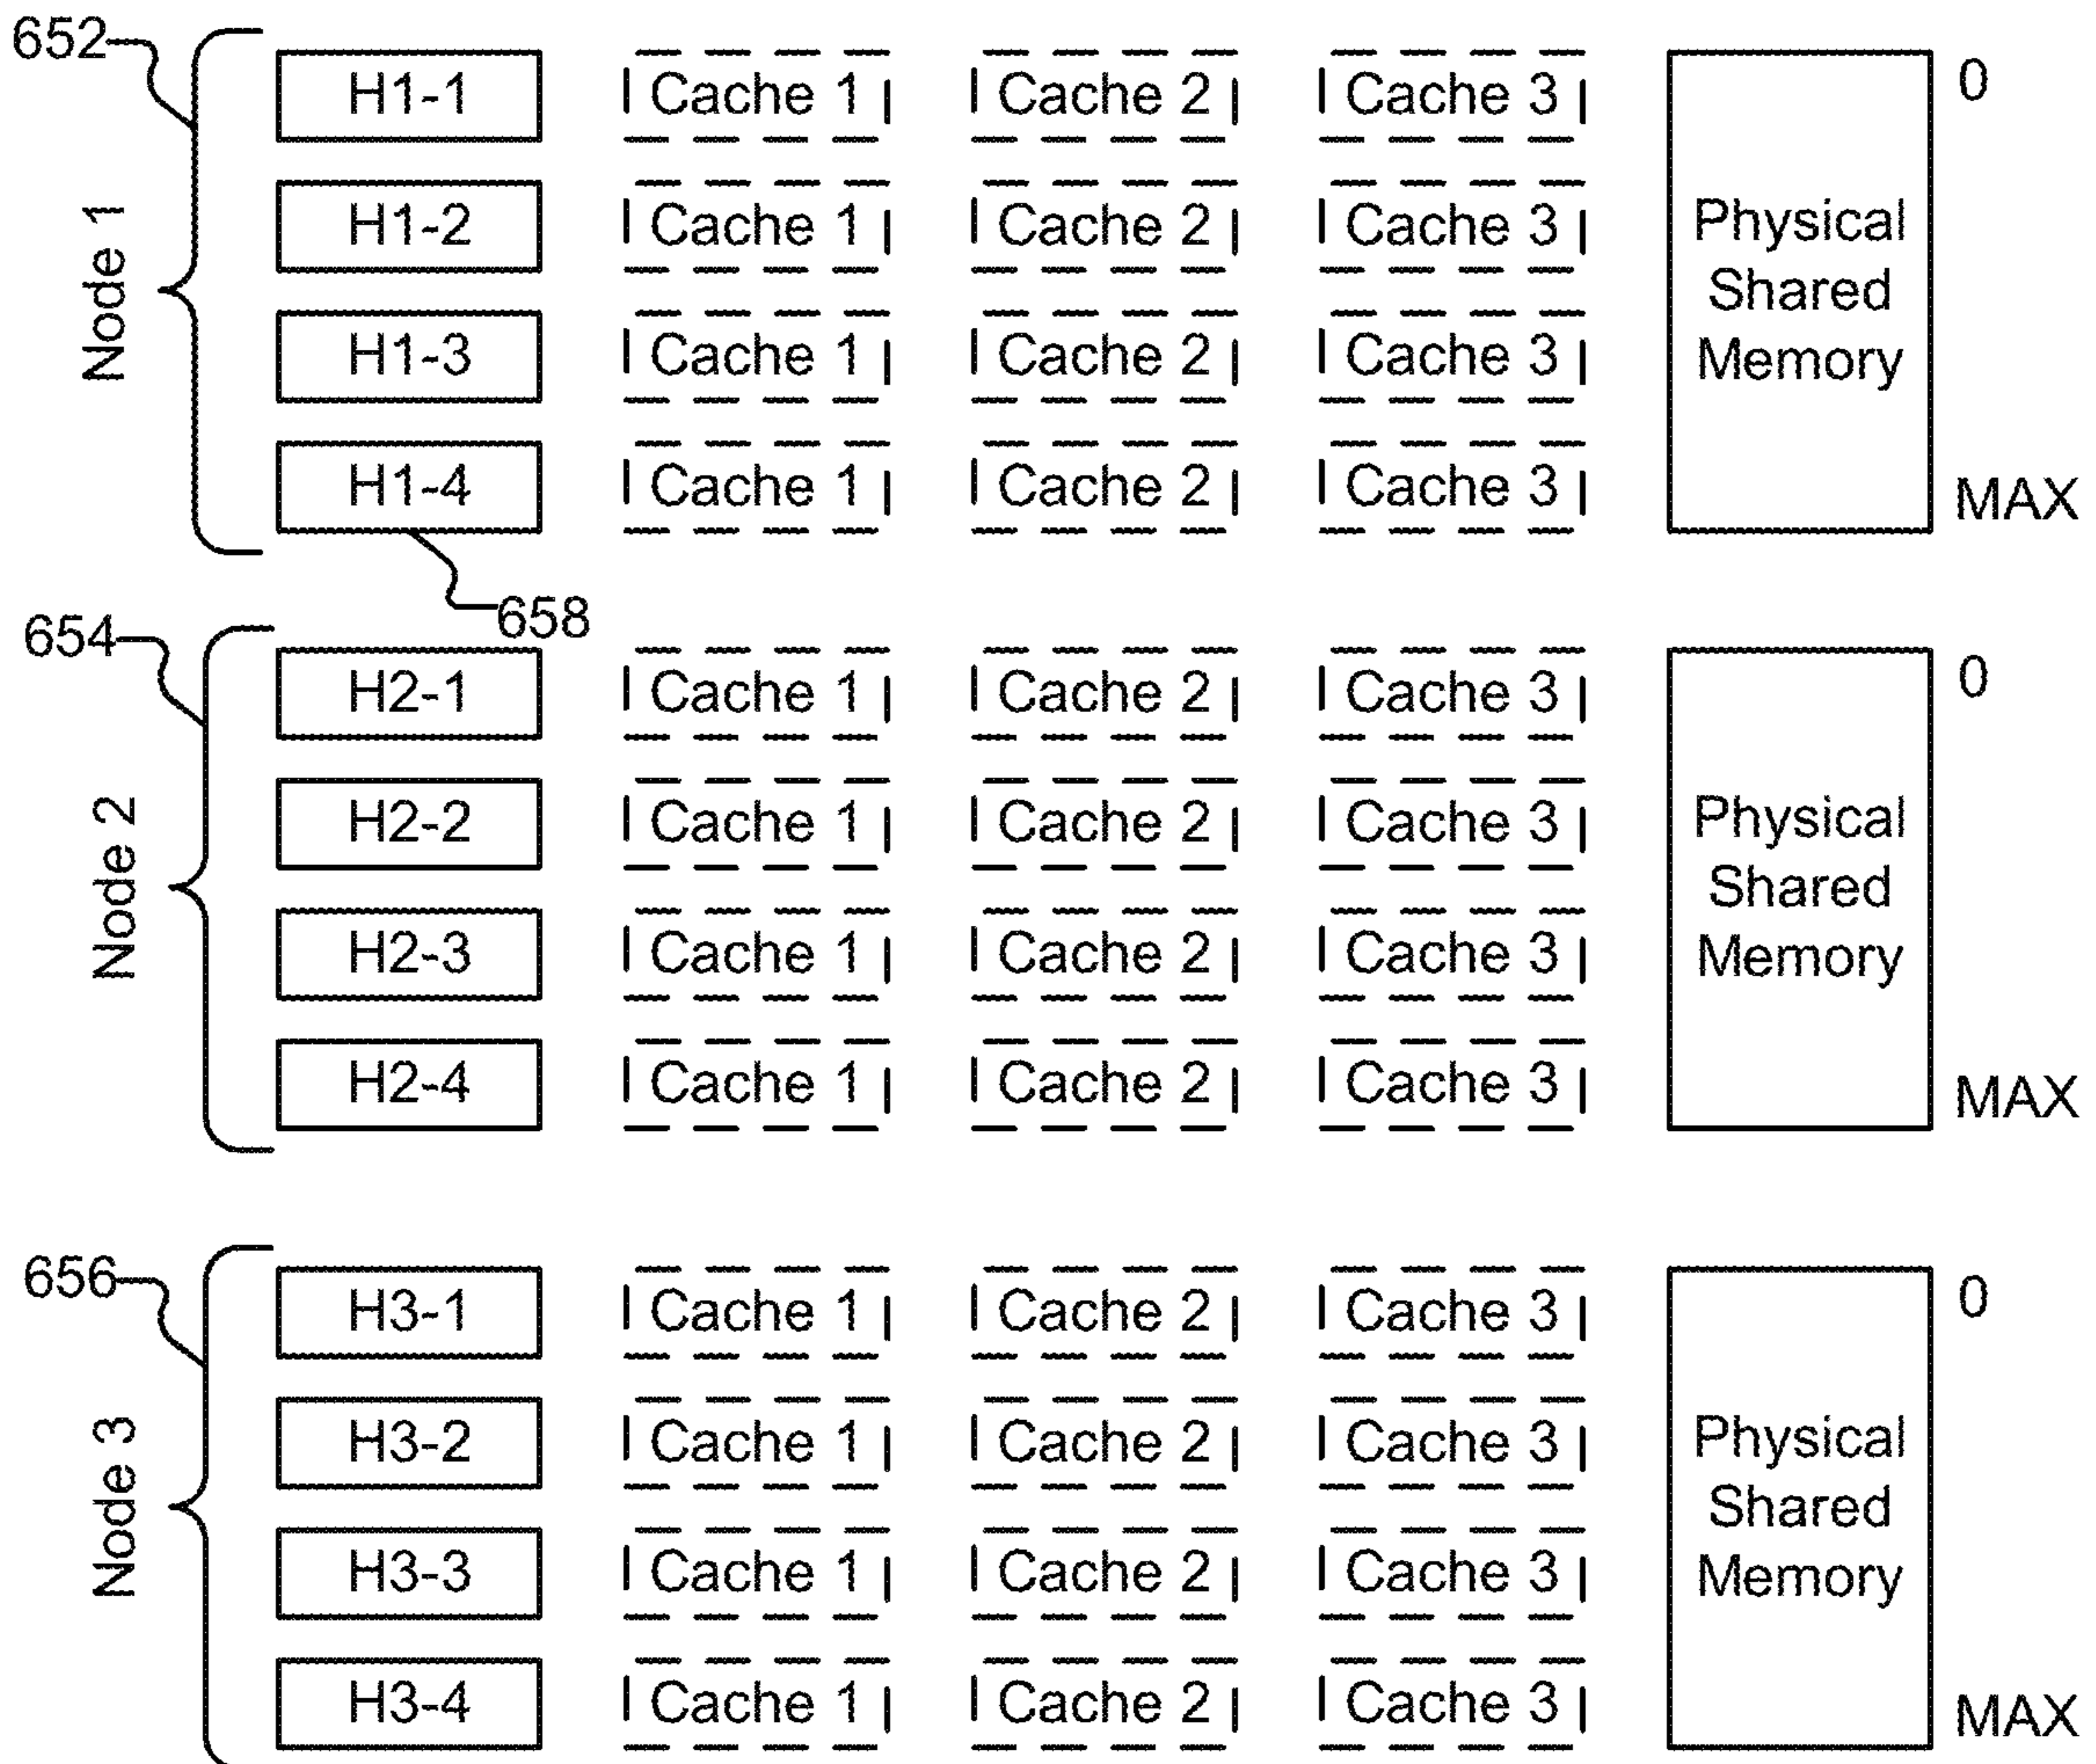 652
H1-1 Cache 1 Cache 2 Cache 3 0
H1-2 Cache 1 Cache 2 Cache 3
Node 1
Physical
Shared
Memory
H1-3 Cache 1 Cache 2 Cache 3
H1-4 Cache 1 Cache 2 Cache 3 MAX
658
654
H2-1 Cache 1 Cache 2 Cache 3 0
H2-2 Cache 1 Cache 2 Cache 3
Node 2
Physical
Shared
Memory
H2-3 Cache 1 Cache 2 Cache 3
H2-4 Cache 1 Cache 2 Cache 3 MAX
656
H3-1 Cache 1 Cache 2 Cache 3 0
H3-2 Cache 1 Cache 2 Cache 3
Node 3
Physical
Shared
Memory
H3-3 Cache 1 Cache 2 Cache 3
H3-4 Cache 1 Cache 2 Cache 3 MAX